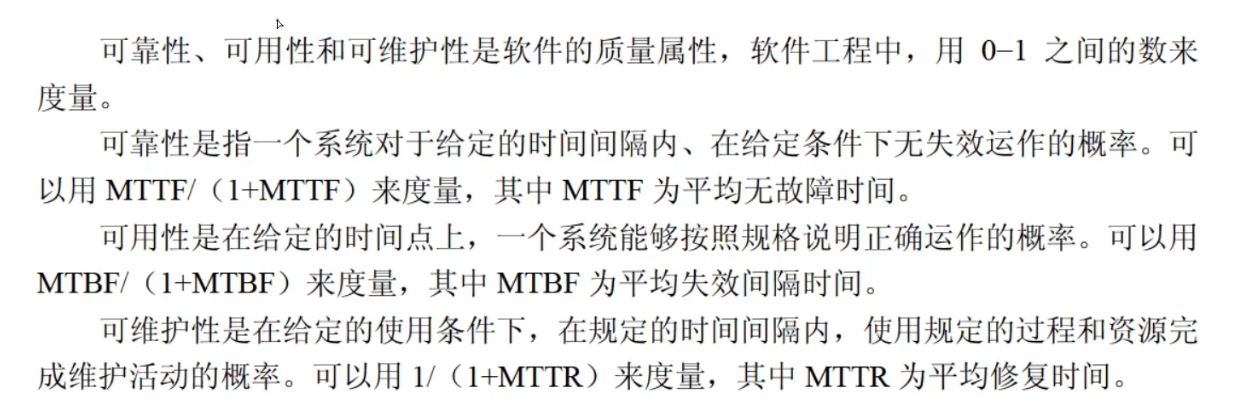 可靠性、可用性和可维护性是软件的质量属性，软件工程中，用 0–1 之间的数来
度量。
可靠性是指一个系统对于给定的时间间隔内、在给定条件下无失效运作的概率。可
以用 MTTF/（1+MTTF）来度量，其中 MTTF 为平均无故障时间。
可用性是在给定的时间点上，一个系统能够按照规格说明正确运作的概率。可以用
MTBF/（1+MTBF）来度量，其中 MTBF 为平均失效间隔时间。
可维护性是在给定的使用条件下，在规定的时间间隔内，使用规定的过程和资源完
成维护活动的概率。可以用 1/（1+MTTR）来度量，其中 MTTR 为平均修复时间。